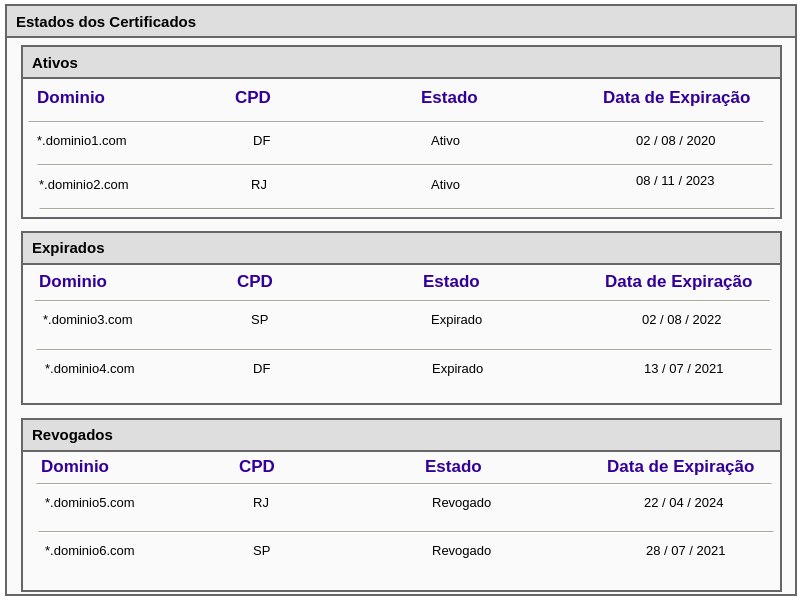 Estados dos Certificados
Ativos
Dominio CPD Estado Data de Expiração
*.dominio1.com DF Ativo 02 / 08 / 2020
*.dominio2.com RJ Ativo 08 / 11 / 2023
Expirados
Dominio CPD Estado Data de Expiração
*.dominio3.com SP Expirado 02 / 08 / 2022
*.dominio4.com DF Expirado 13 / 07 / 2021
Revogados
Dominio CPD Estado Data de Expiração
*.dominio5.com RJ Revogado 22 / 04 / 2024
*.dominio6.com SP Revogado 28 / 07 / 2021